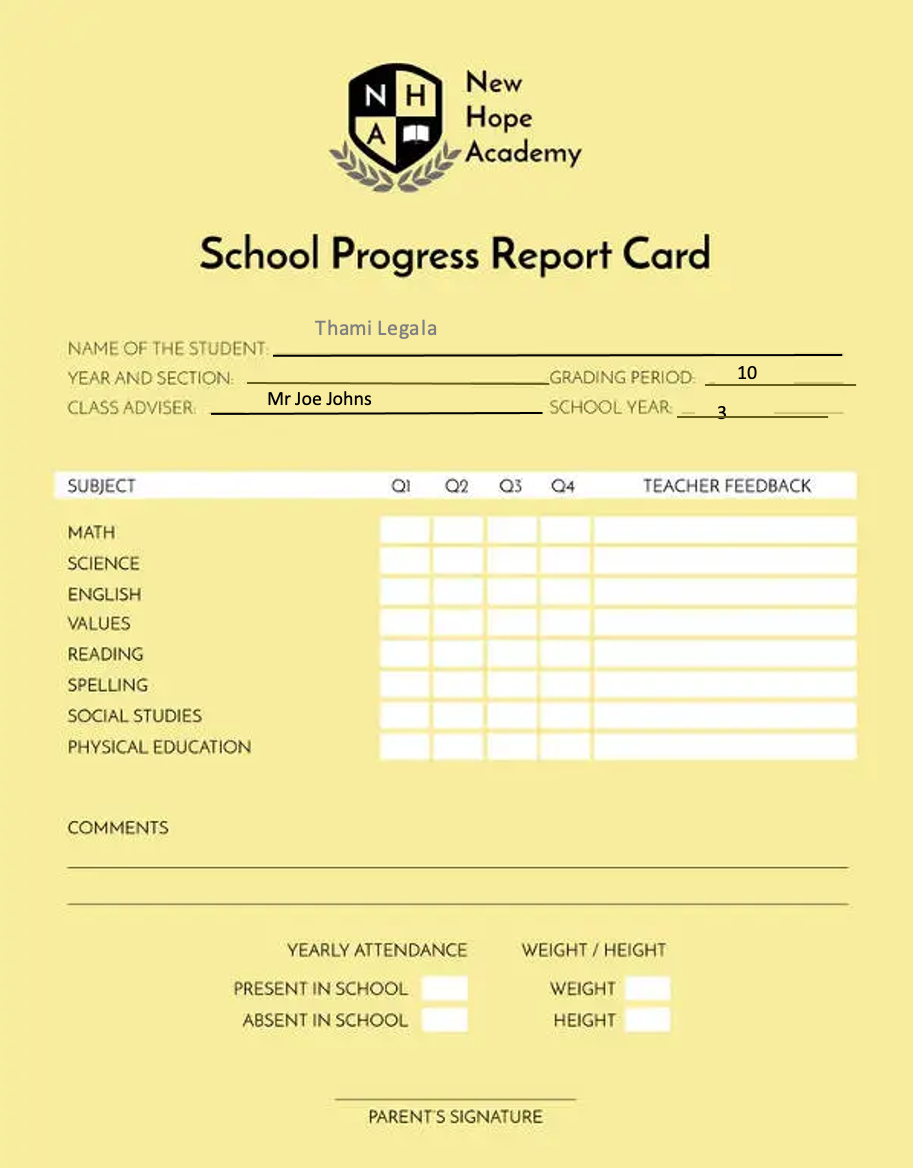 N H
A
New
Hope
Academy
School Progress Report Card
NAME OF THE STUDENT: Thami Legala
YEAR AND SECTION: GRADING PERIOD: 10
CLASS ADVISER: Mr Joe Johns SCHOOL YEAR: 3
SUBJECT Q1 Q2 Q3 Q4 TEACHER FEEDBACK
MATH
SCIENCE
ENGLISH
VALUES
READING
SPELLING
SOCIAL STUDIES
PHYSICAL EDUCATION
COMMENTS
YEARLY ATTENDANCE WEIGHT / HEIGHT
PRESENT IN SCHOOL WEIGHT
ABSENT IN SCHOOL HEIGHT
PARENT'S SIGNATURE